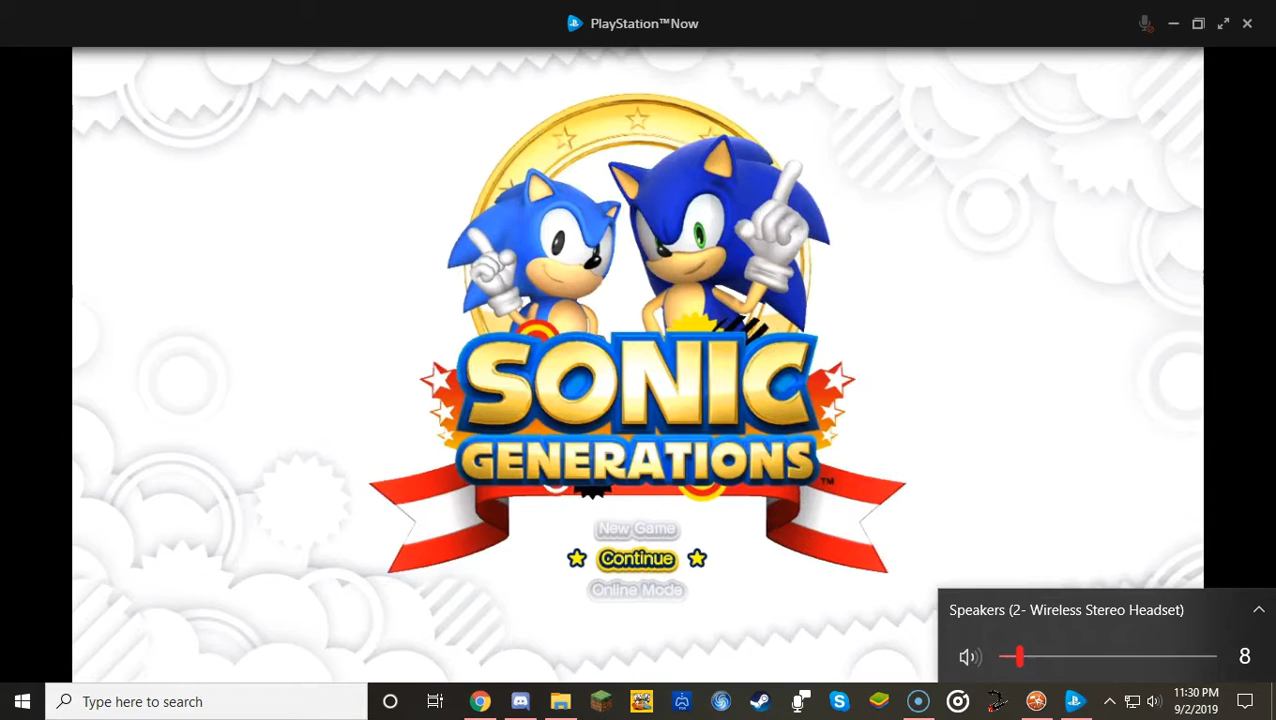 PlayStation™Now
SONIC
GENERATIONS™
New Game
Continue
Online Mode
Speakers (2- Wireless Stereo Headset)
8
Type here to search
11:30 PM
9/2/2019